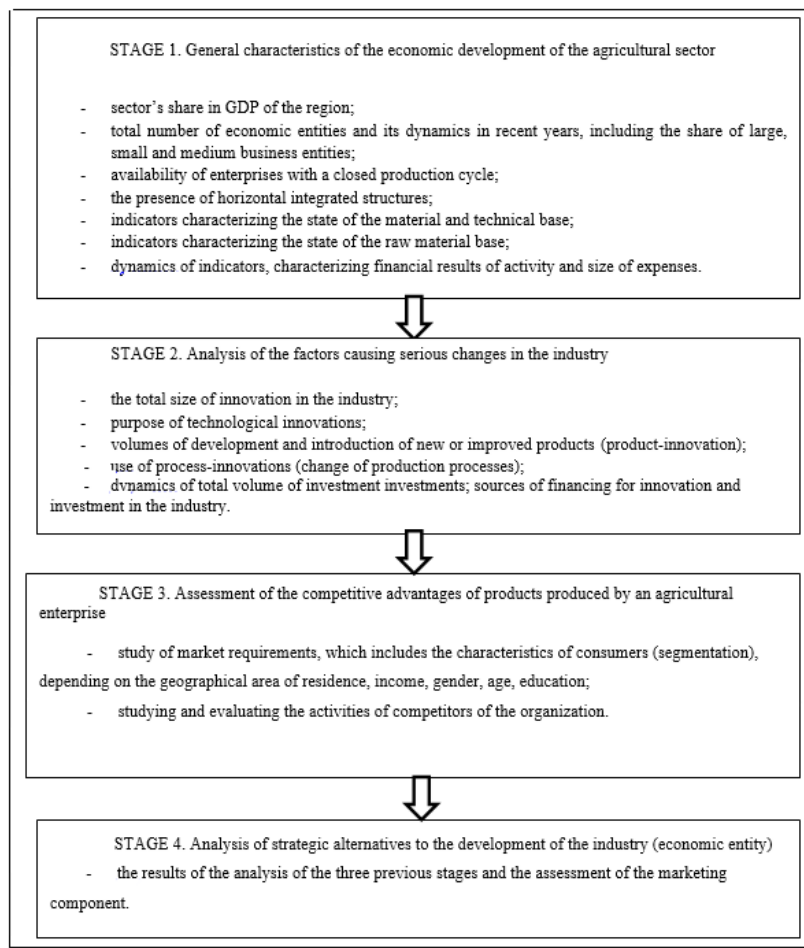 STAGE 1. General characteristics of the economic development of the agricultural sector
- sector's share in GDP of the region;
- total number of economic entities and its dynamics in recent years, including the share of large,
small and medium business entities;
- availability of enterprises with a closed production cycle;
- the presence of horizontal integrated structures;
- indicators characterizing the state of the material and technical base;
- indicators characterizing the state of the raw material base;
- dynamics of indicators, characterizing financial results of activity and size of expenses.
STAGE 2. Analysis of the factors causing serious changes in the industry
- the total size of innovation in the industry;
- purpose of technological innovations;
- volumes of development and introduction of new or improved products (product-innovation);
- use of process-innovations (change of production processes);
- dynamics of total volume of investment investments; sources of financing for innovation and
investment in the industry.
STAGE 3. Assessment of the competitive advantages of products produced by an agricultural
enterprise
- study of market requirements, which includes the characteristics of consumers (segmentation),
depending on the geographical area of residence, income, gender, age, education;
- studying and evaluating the activities of competitors of the organization.
STAGE 4. Analysis of strategic alternatives to the development of the industry (economic entity)
- the results of the analysis of the three previous stages and the assessment of the marketing
component.